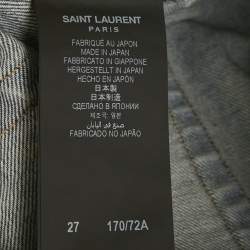 SAINT LAURENT
PARIS
FABRIQUÉ AU JAPON
MADE IN JAPAN
FABBRICATO IN GIAPPONE
HERGESTELLT IN JAPAN
HECHO EN JAPÓN
日本製
日本制造
СДЕЛАНО В ЯПОНИИ
제조국: 일본
صنع في اليابان
FABRICADO NO JAPÃO
27 170/72A